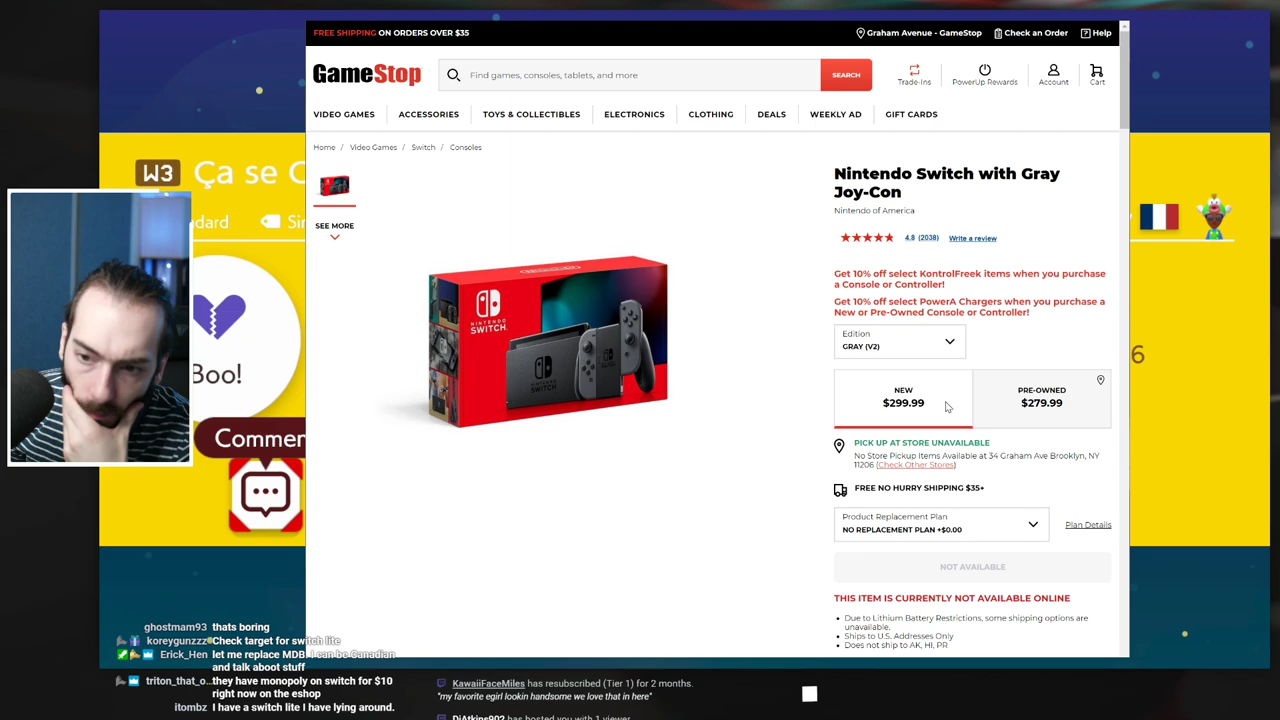 FREE SHIPPING ON ORDERS OVER $35
Graham Avenue - GameStop
Check an Order
Help
GameStop
Find games, consoles, tablets, and more
SEARCH
Trade-Ins
PowerUp Rewards
Account
Cart
VIDEO GAMES
ACCESSORIES
TOYS & COLLECTIBLES
ELECTRONICS
CLOTHING
DEALS
WEEKLY AD
GIFT CARDS
Home / Video Games / Switch / Consoles
SEE MORE
NINTENDO
SWITCH
Nintendo Switch with Gray
Joy-Con
Nintendo of America
4.8 (2038)
Write a review
Get 10% off select KontrolFreek items when you purchase
a Console or Controller!
Get 10% off select PowerA Chargers when you purchase a
New or Pre-Owned Console or Controller!
Edition
GRAY (V2)
NEW
$299.99
PRE-OWNED
$279.99
PICK UP AT STORE UNAVAILABLE
No Store Pickup Items Available at 34 Graham Ave Brooklyn, NY
11206 (Check Other Stores)
FREE NO HURRY SHIPPING $35+
Product Replacement Plan
NO REPLACEMENT PLAN +$0.00
Plan Details
NOT AVAILABLE
THIS ITEM IS CURRENTLY NOT AVAILABLE ONLINE
Due to Lithium Battery Restrictions, some shipping options are
unavailable.
Ships to U.S. Addresses Only
Does not ship to AK, HI, PR
W3
Ça se C
dard
Boo!
Commen
6
ghostmam93 thats boring
koreygunzzz Check target for switch lite
Erick_Hen let me replace MDB. I can be Canadian
and talk about stuff
triton_that_o... they have monopoly on switch for $10
right now on the eshop
itombz I have a switch lite I have lying around.
KawaiiFaceMiles has resubscribed (Tier 1) for 2 months.
"my favorite egirl lookin handsome we love that in here"
DjAtkins902 has hosted you with 1 viewer.